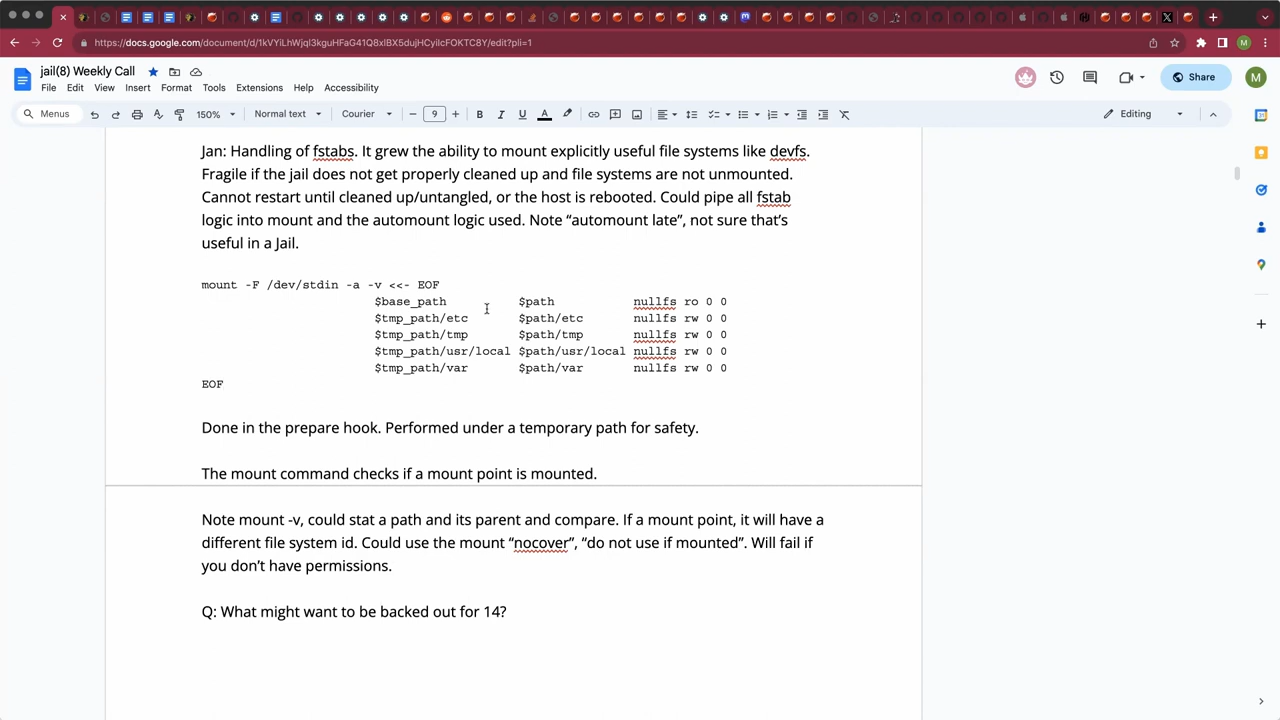 https://docs.google.com/document/d/1kVYiLhWjql3kguHFaG41Q8xlBX5dujHCyilcFOKTC8Y/edit?pli=1
jail(8) Weekly Call
File Edit View Insert Format Tools Extensions Help Accessibility
Share
M
M
Menus
150%
Normal text
Courier
9
Editing
Jan: Handling of fstabs. It grew the ability to mount explicitly useful file systems like devfs.
Fragile if the jail does not get properly cleaned up and file systems are not unmounted.
Cannot restart until cleaned up/untangled, or the host is rebooted. Could pipe all fstab
logic into mount and the automount logic used. Note “automount late”, not sure that’s
useful in a Jail.
mount -F /dev/stdin -a -v <<- EOF
$base_path $path nullfs ro 0 0
$tmp_path/etc $path/etc nullfs rw 0 0
$tmp_path/tmp $path/tmp nullfs rw 0 0
$tmp_path/usr/local $path/usr/local nullfs rw 0 0
$tmp_path/var $path/var nullfs rw 0 0
EOF
Done in the prepare hook. Performed under a temporary path for safety.
The mount command checks if a mount point is mounted.
Note mount -v, could stat a path and its parent and compare. If a mount point, it will have a
different file system id. Could use the mount “nocover”, “do not use if mounted”. Will fail if
you don’t have permissions.
Q: What might want to be backed out for 14?